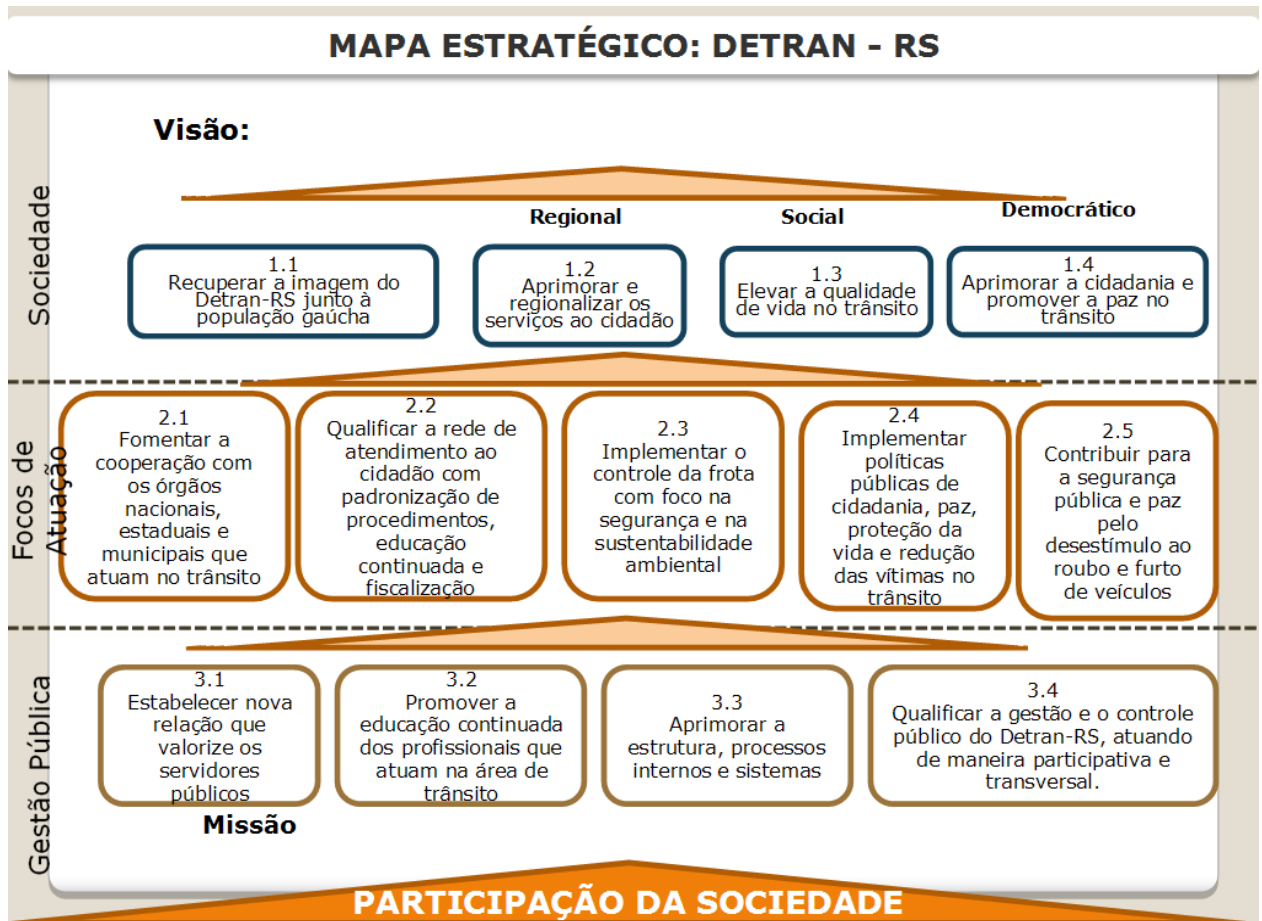 MAPA ESTRATÉGICO: DETRAN - RS
Visão:
Sociedade
Regional
Social
Democrático
1.1
Recuperar a imagem do
Detran-RS junto à
população gaúcha
1.2
Aprimorar e
regionalizar os
serviços ao cidadão
1.3
Elevar a qualidade
de vida no trânsito
1.4
Aprimorar a cidadania e
promover a paz no
trânsito
Focos de
Atuação
2.1
Fomentar a
cooperação com
os órgãos
nacionais,
estaduais e
municipais que
atuam no trânsito
2.2
Qualificar a rede de
atendimento ao
cidadão com
padronização de
procedimentos,
educação
continuada e
fiscalização
2.3
Implementar o
controle da frota
com foco na
segurança e na
sustentabilidade
ambiental
2.4
Implementar
políticas
públicas de
cidadania, paz,
proteção da
vida e redução
das vítimas no
trânsito
2.5
Contribuir para
a segurança
pública e paz
pelo
desestímulo ao
roubo e furto
de veículos
Gestão Pública
3.1
Estabelecer nova
relação que
valorize os
servidores
públicos
3.2
Promover a
educação continuada
dos profissionais que
atuam na área de
trânsito
3.3
Aprimorar a
estrutura, processos
internos e sistemas
3.4
Qualificar a gestão e o controle
público do Detran-RS, atuando
de maneira participativa e
transversal.
Missão
PARTICIPAÇÃO DA SOCIEDADE